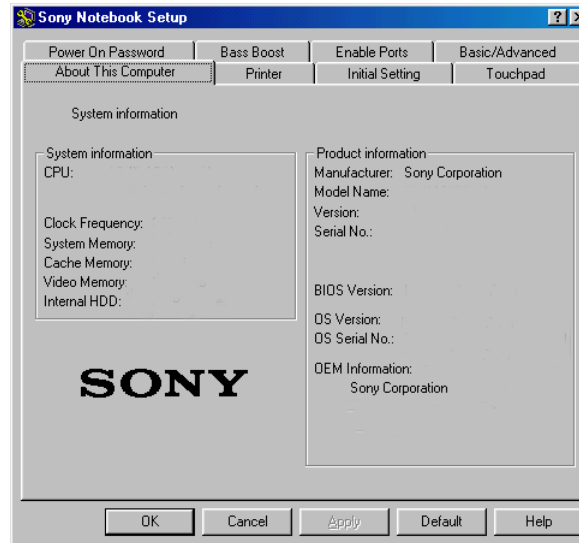 Sony Notebook Setup
Power On Password
Bass Boost
Enable Ports
Basic/Advanced
About This Computer
Printer
Initial Setting
Touchpad
System information
System information
CPU:
Clock Frequency:
System Memory:
Cache Memory:
Video Memory:
Internal HDD:
SONY
Product information
Manufacturer: Sony Corporation
Model Name:
Version:
Serial No.:
BIOS Version:
OS Version:
OS Serial No.:
OEM Information:
Sony Corporation
OK
Cancel
Apply
Default
Help